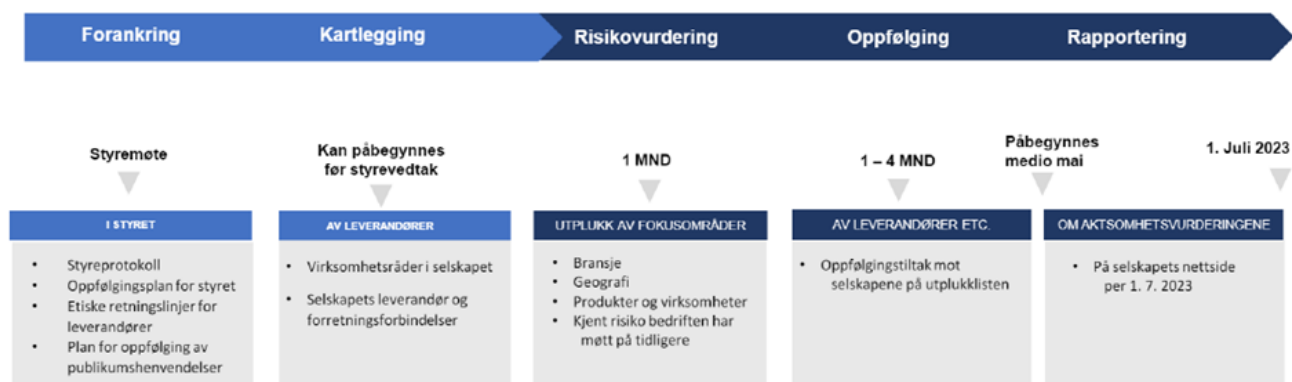 Forankring
Kartlegging
Risikovurdering
Oppfølging
Rapportering
Styremøte
Kan påbegynnes
før styrevedtak
1 MND
1 – 4 MND
Påbegynnes
medio mai
1. Juli 2023
I STYRET
• Styreprotokoll
• Oppfølgingsplan for styret
• Etiske retningslinjer for
leverandører
• Plan for oppfølging av
publikumshenvendelser
AV LEVERANDØRER
• Virksomhetsråder i selskapet
• Selskapets leverandør og
forretningsforbindelser
UTPLUKK AV FOKUSOMRÅDER
• Bransje
• Geografi
• Produkter og virksomheter
• Kjent risiko bedriften har
møtt på tidligere
AV LEVERANDØRER ETC.
• Oppfølgingstiltak mot
selskapene på utplukklisten
OM AKTSOMHETSVURDERINGENE
• På selskapets nettside
per 1. 7. 2023